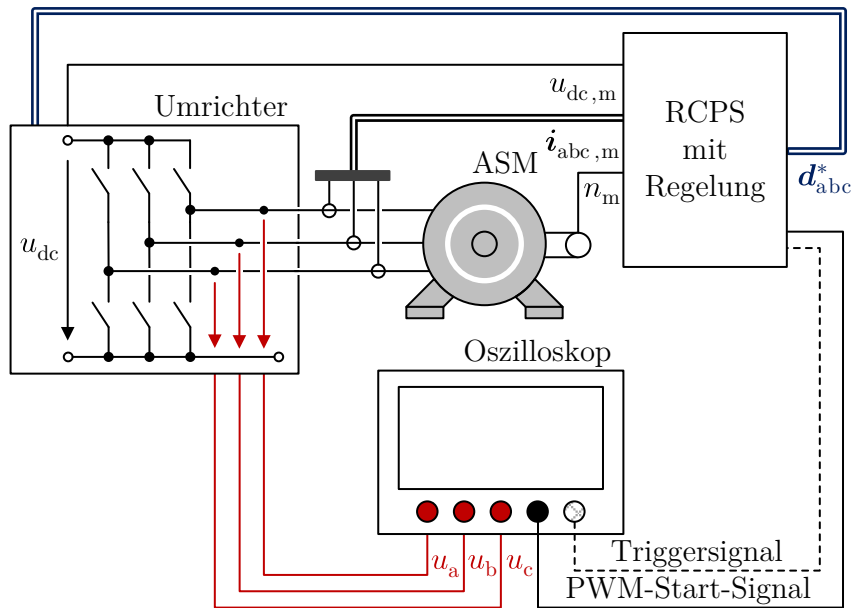 Umrichter
u_dc,m
RCPS
mit
Regelung
i_abc,m
ASM
n_m
d*_abc
u_dc
Oszilloskop
Triggersignal
u_a u_b u_c
PWM-Start-Signal